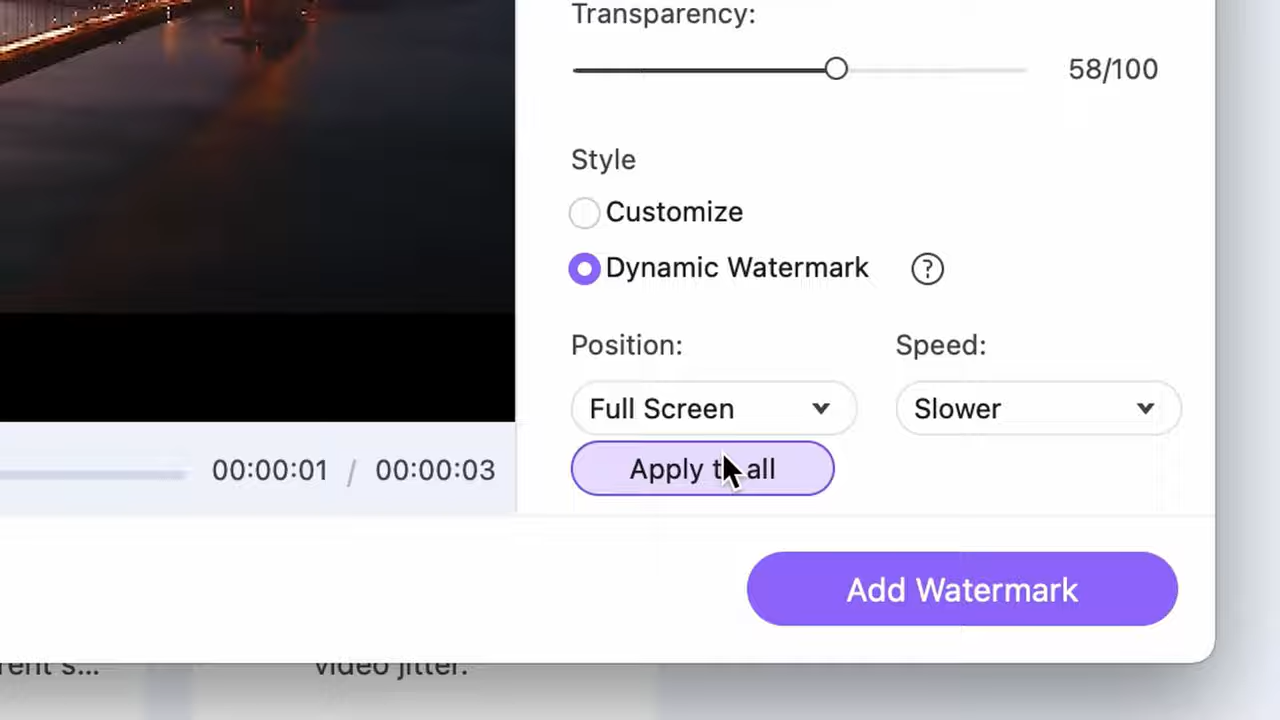 Transparency:
58/100
Style
Customize
Dynamic Watermark
?
Position:
Speed:
Full Screen
Slower
Apply to all
00:00:01 / 00:00:03
Add Watermark
video jitter.